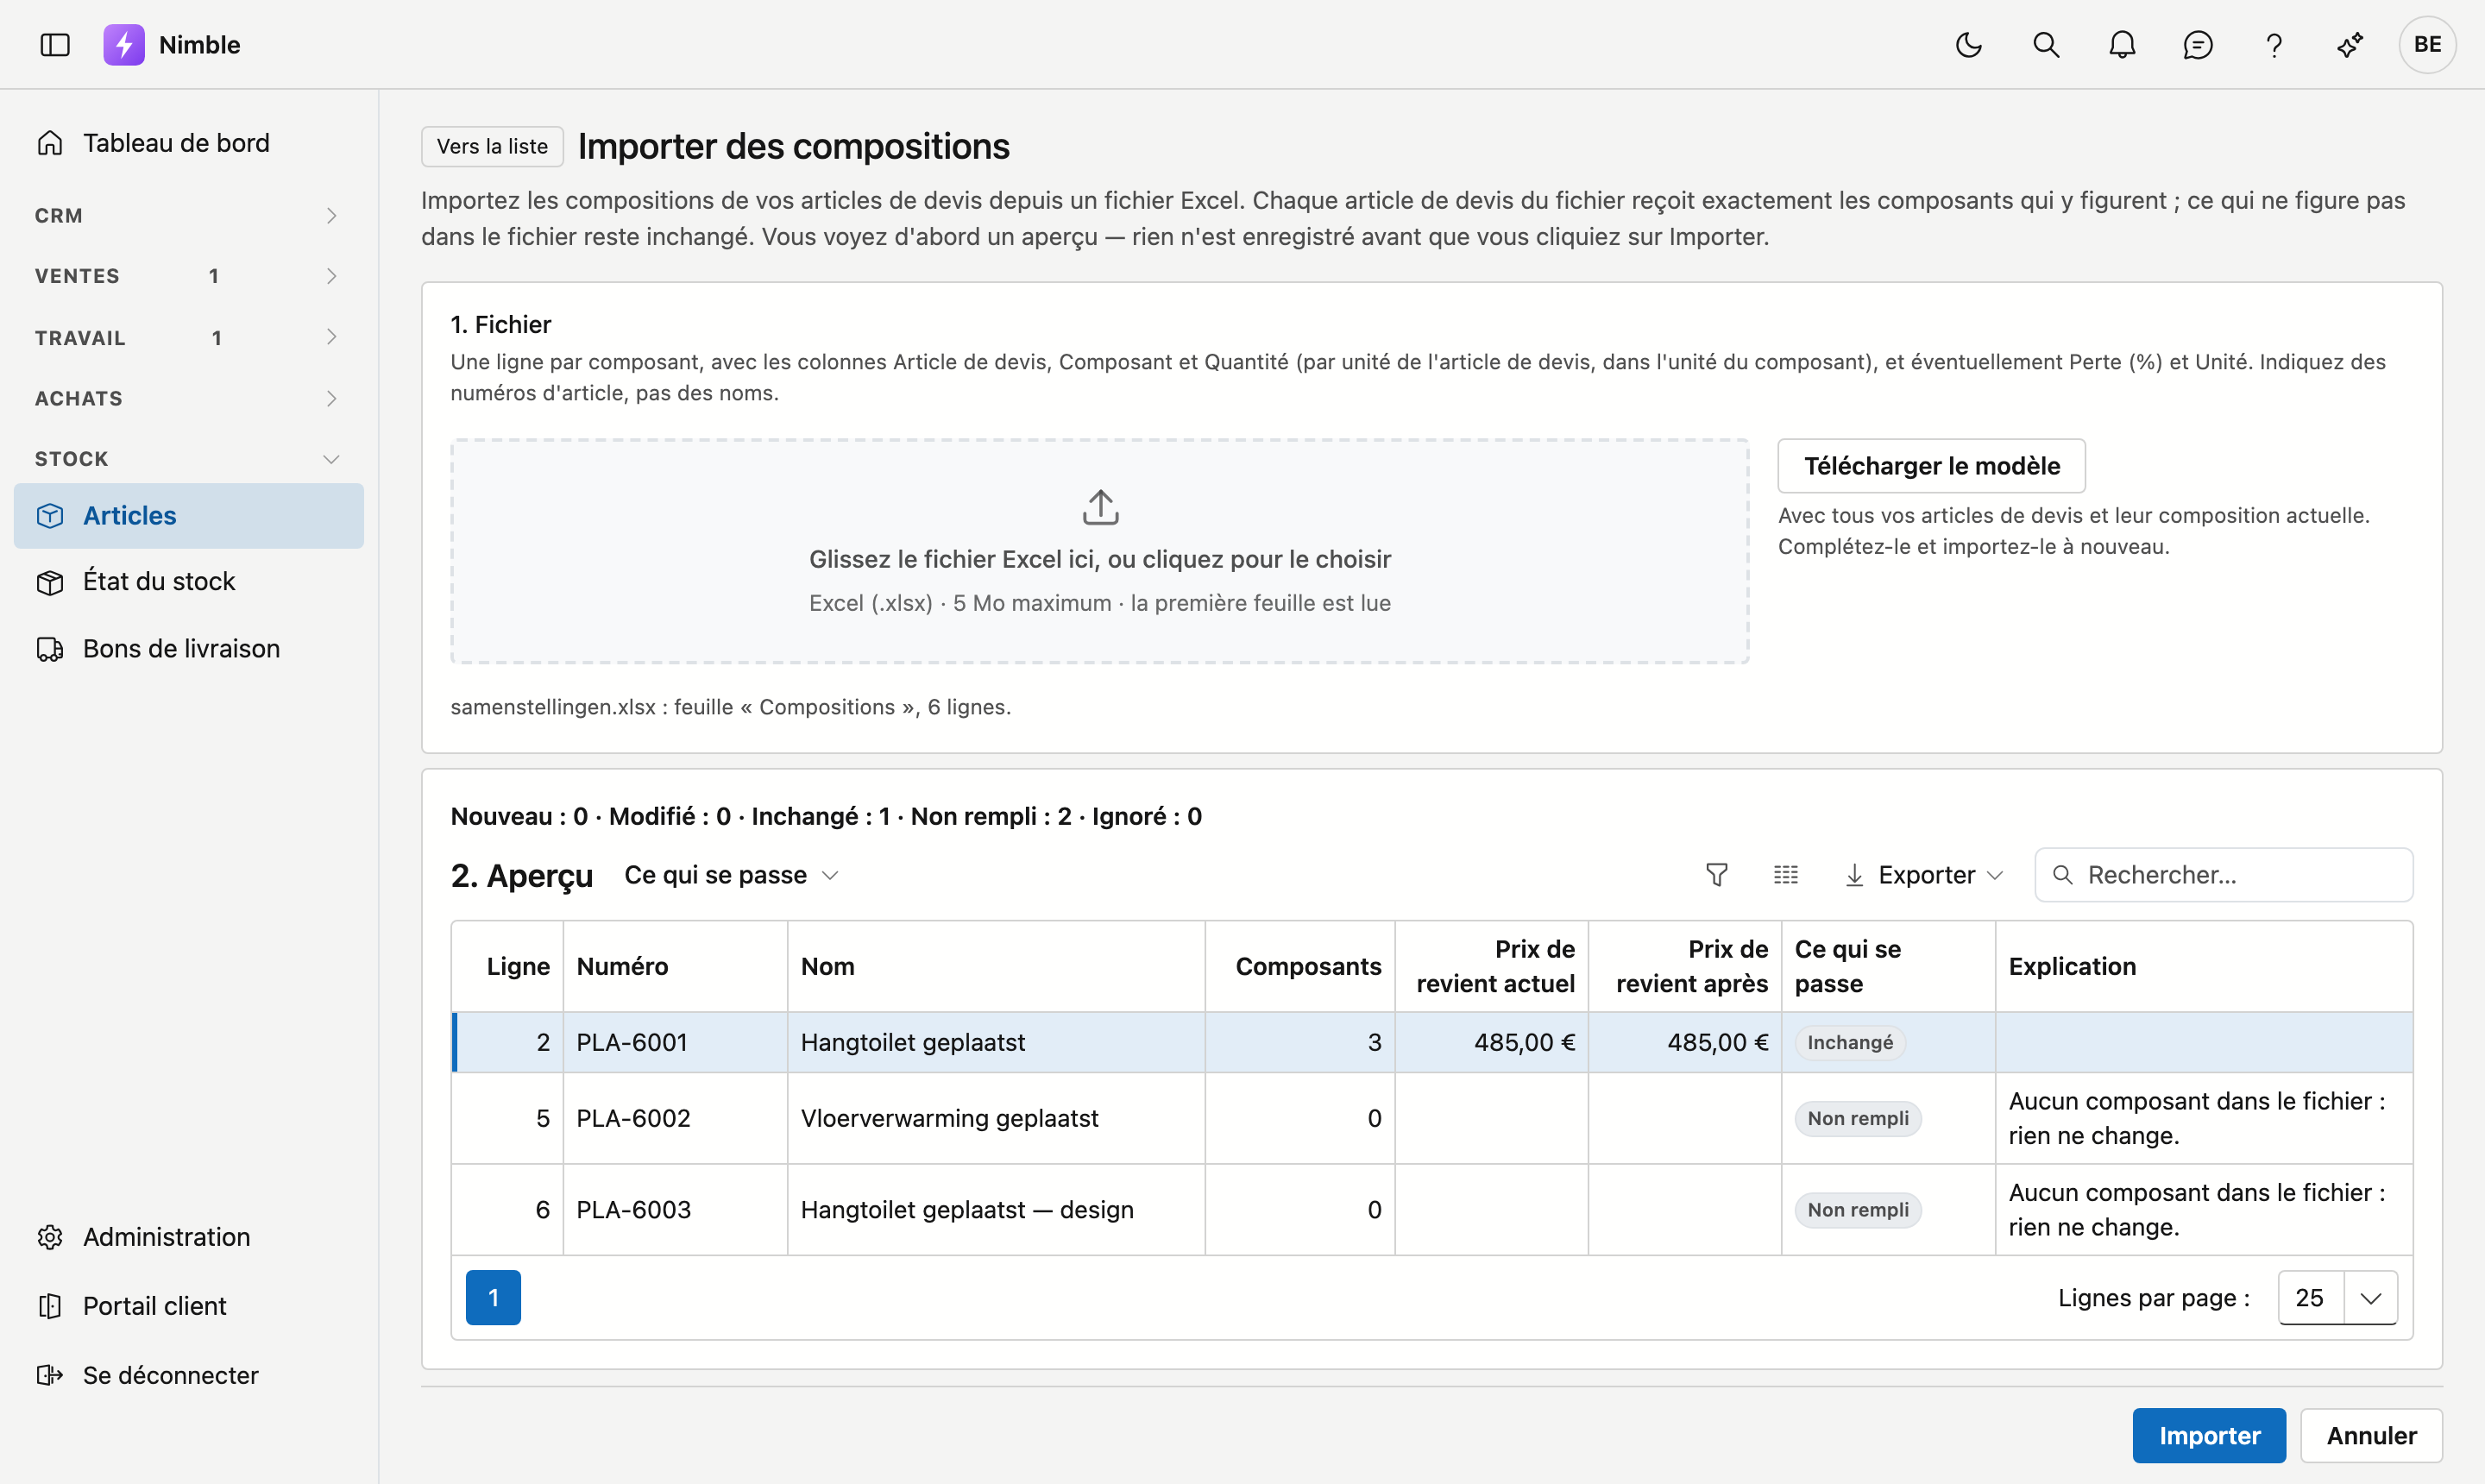 Nimble
BE
Tableau de bord
CRM
VENTES 1
TRAVAIL 1
ACHATS
STOCK
Articles
État du stock
Bons de livraison
Administration
Portail client
Se déconnecter
Vers la liste
Importer des compositions
Importez les compositions de vos articles de devis depuis un fichier Excel. Chaque article de devis du fichier reçoit exactement les composants qui y figurent ; ce qui ne figure pas
dans le fichier reste inchangé. Vous voyez d'abord un aperçu — rien n'est enregistré avant que vous cliquiez sur Importer.
1. Fichier
Une ligne par composant, avec les colonnes Article de devis, Composant et Quantité (par unité de l'article de devis, dans l'unité du composant), et éventuellement Perte (%) et Unité. Indiquez des
numéros d'article, pas des noms.
Glissez le fichier Excel ici, ou cliquez pour le choisir
Excel (.xlsx) · 5 Mo maximum · la première feuille est lue
Télécharger le modèle
Avec tous vos articles de devis et leur composition actuelle.
Complétez-le et importez-le à nouveau.
samenstellingen.xlsx : feuille « Compositions », 6 lignes.
Nouveau : 0 · Modifié : 0 · Inchangé : 1 · Non rempli : 2 · Ignoré : 0
2. Aperçu Ce qui se passe Exporter Rechercher...
Ligne Numéro Nom Composants Prix de revient actuel Prix de revient après Ce qui se passe Explication
2 PLA-6001 Hangtoilet geplaatst 3 485,00 € 485,00 € Inchangé
5 PLA-6002 Vloerverwarming geplaatst 0 Non rempli Aucun composant dans le fichier :
rien ne change.
6 PLA-6003 Hangtoilet geplaatst — design 0 Non rempli Aucun composant dans le fichier :
rien ne change.
1 Lignes par page : 25
Importer Annuler